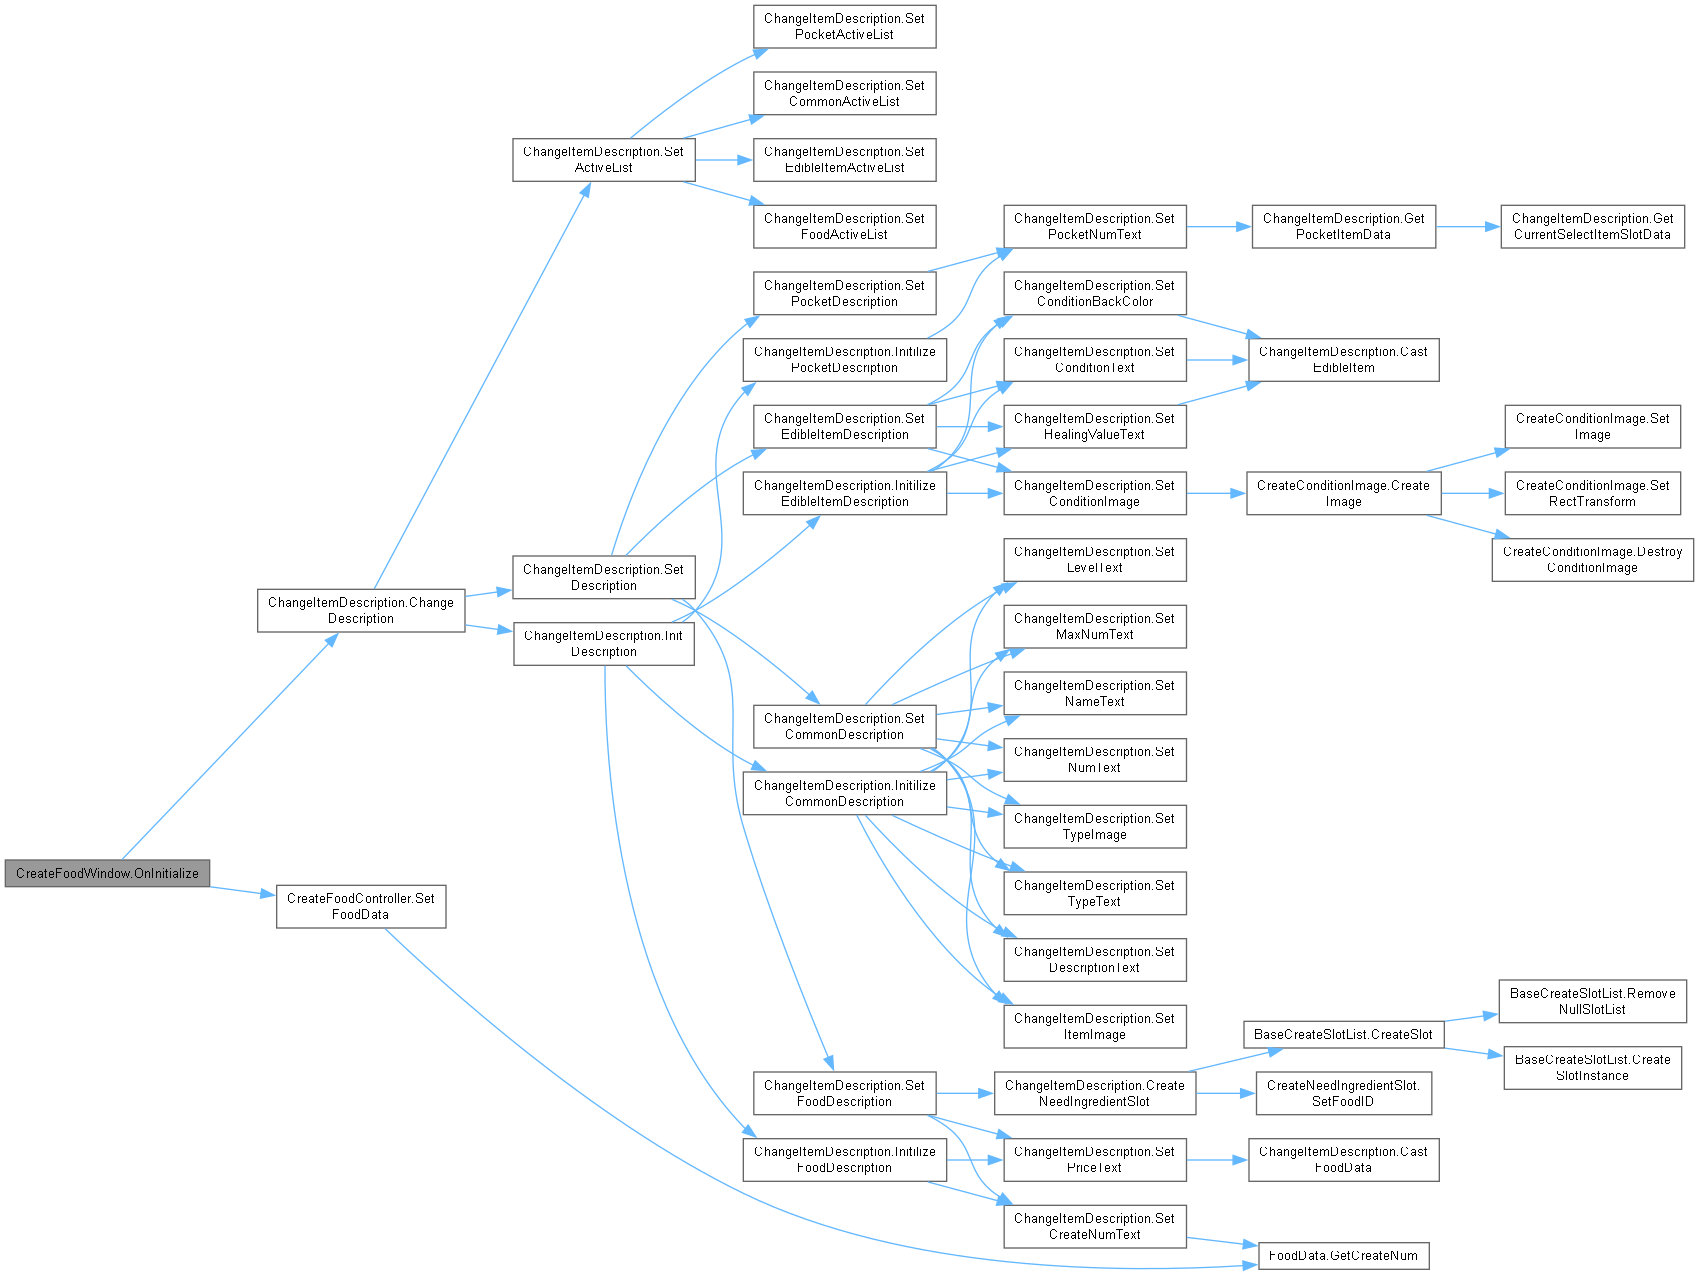 ChangeItemDescription.Set
PocketActiveList
ChangeItemDescription.Set
CommonActiveList
ChangeItemDescription.Set
ActiveList
ChangeItemDescription.Set
EdibleItemActiveList
ChangeItemDescription.Set
FoodActiveList
ChangeItemDescription.Set
PocketNumText
ChangeItemDescription.Get
PocketItemData
ChangeItemDescription.Get
CurrentSelectItemSlotData
ChangeItemDescription.Set
PocketDescription
ChangeItemDescription.Set
ConditionBackColor
ChangeItemDescription.Initilize
PocketDescription
ChangeItemDescription.Set
ConditionText
ChangeItemDescription.Cast
EdibleItem
ChangeItemDescription.Set
EdibleItemDescription
ChangeItemDescription.Set
HealingValueText
CreateConditionImage.Set
Image
ChangeItemDescription.Initilize
EdibleItemDescription
ChangeItemDescription.Set
ConditionImage
CreateConditionImage.Create
Image
CreateConditionImage.Set
RectTransform
CreateConditionImage.Destroy
ConditionImage
ChangeItemDescription.Set
LevelText
ChangeItemDescription.Set
Description
ChangeItemDescription.Change
Description
ChangeItemDescription.Init
Description
ChangeItemDescription.Set
MaxNumText
ChangeItemDescription.Set
NameText
ChangeItemDescription.Set
CommonDescription
ChangeItemDescription.Set
NumText
ChangeItemDescription.Initilize
CommonDescription
ChangeItemDescription.Set
TypeImage
CreateFoodWindow.OnInitialize
CreateFoodController.Set
FoodData
ChangeItemDescription.Set
TypeText
ChangeItemDescription.Set
DescriptionText
ChangeItemDescription.Set
ItemImage
BaseCreateSlotList.CreateSlot
BaseCreateSlotList.Remove
NullSlotList
BaseCreateSlotList.Create
SlotInstance
ChangeItemDescription.Set
FoodDescription
ChangeItemDescription.Create
NeedIngredientSlot
CreateNeedIngredientSlot.
SetFoodID
ChangeItemDescription.Initilize
FoodDescription
ChangeItemDescription.Set
PriceText
ChangeItemDescription.Cast
FoodData
ChangeItemDescription.Set
CreateNumText
FoodData.GetCreateNum